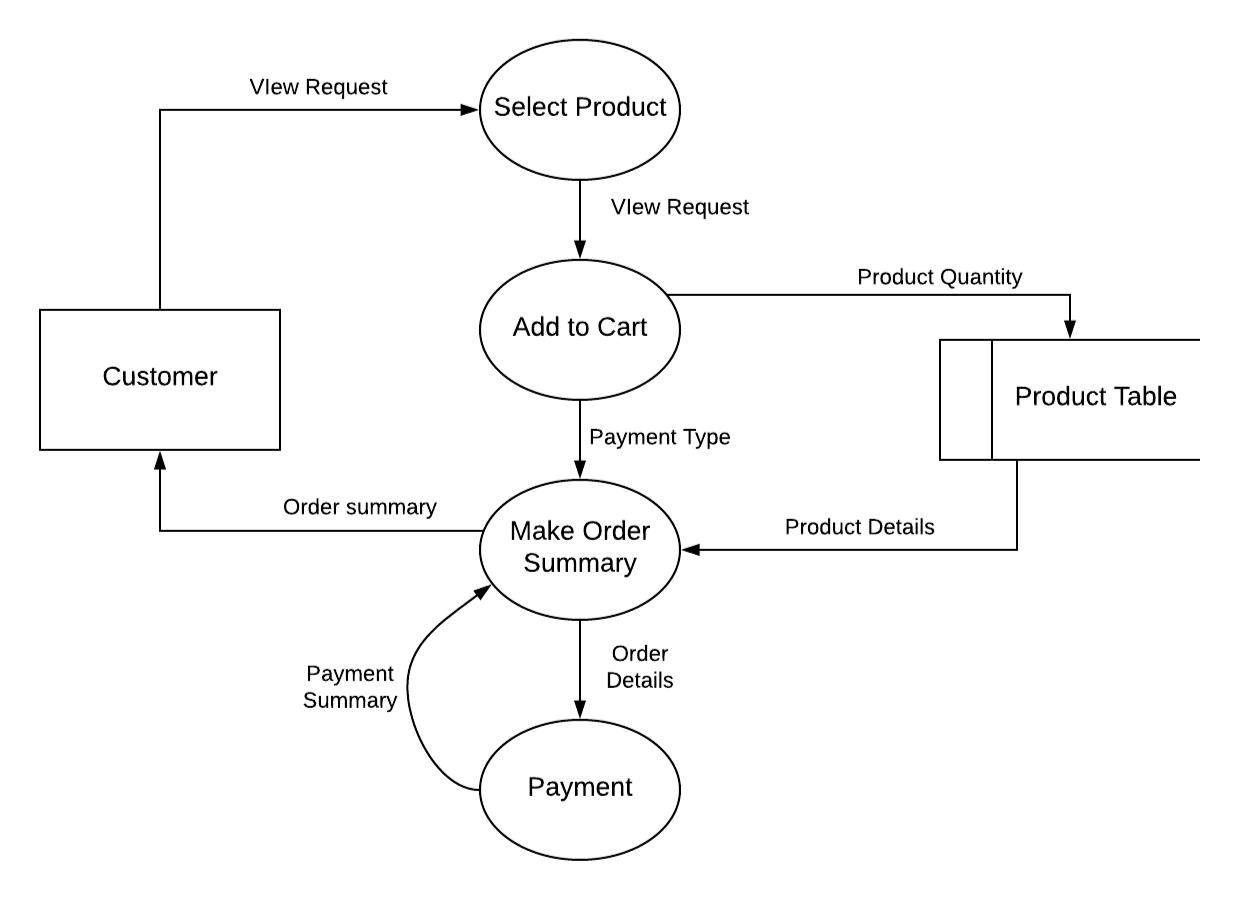 VIew Request
Select Product
VIew Request
Product Quantity
Add to Cart
Customer
Product Table
Payment Type
Order summary
Make Order
Summary
Product Details
Order
Details
Payment
Summary
Payment